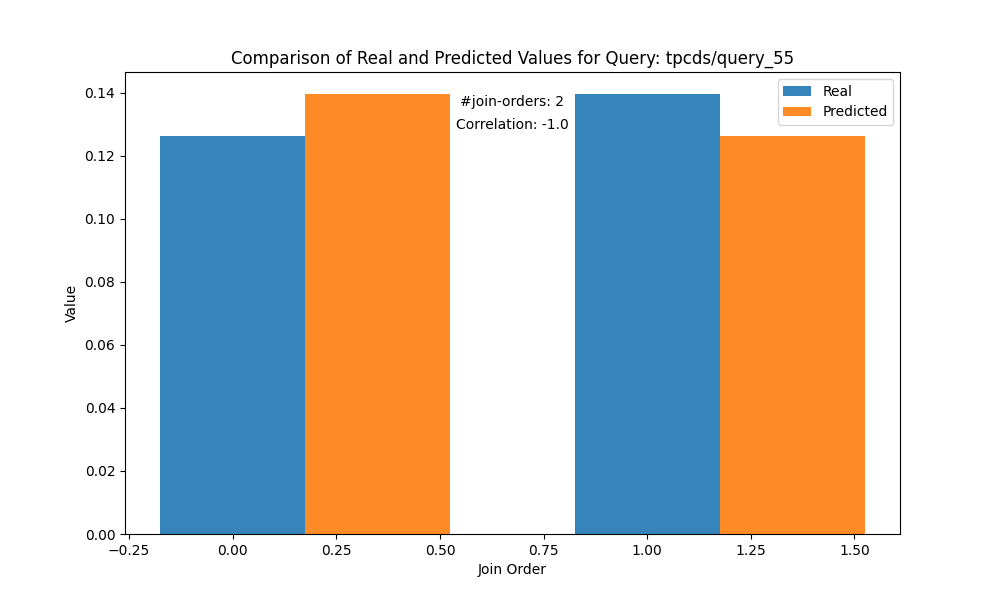 Comparison of Real and Predicted Values for Query: tpcds/query_55
Real
Predicted
#join-orders: 2
Correlation: -1.0
Value
0.14
0.12
0.10
0.08
0.06
0.04
0.02
0.00
−0.25 0.00 0.25 0.50 0.75 1.00 1.25 1.50
Join Order